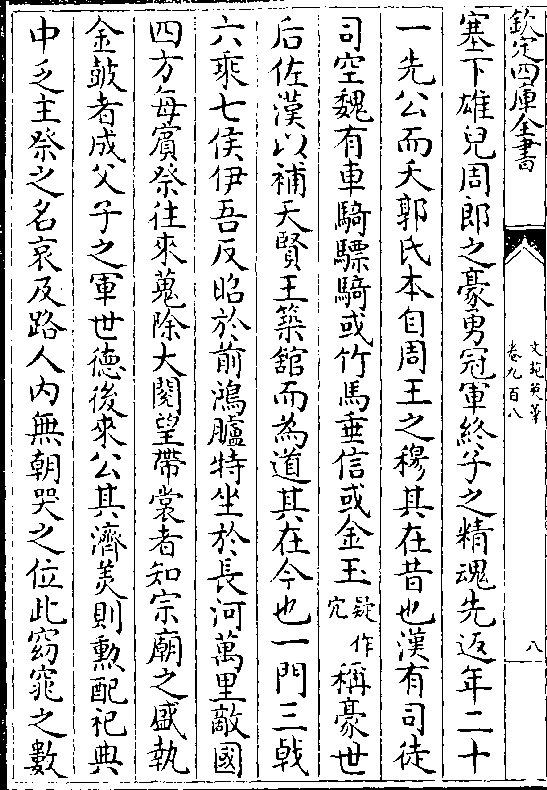 欽定四庫全書
文苑英華
卷九百八
八
塞下雄兒周郎之豪勇冠軍終子之精魂先返年二十
一先公而夭郭氏本自周王之穆其在昔也漢有司徒
司空魏有車騎驃騎或竹馬垂信或金玉疑作穴稱豪世
后佐漢以補天賢王築舘而為道其在今也一門三戟
六乘七侯伊吾反昭於前鴻臚特坐於長河萬里敵國
四方每賓祭徃來蒐除大閱望帶裳者知宗廟之盛執
金鼔者成父子之軍世德後來公其濟羙則勲配祀典
中乏主祭之名哀及路人内無朝哭之位此窈窕之數